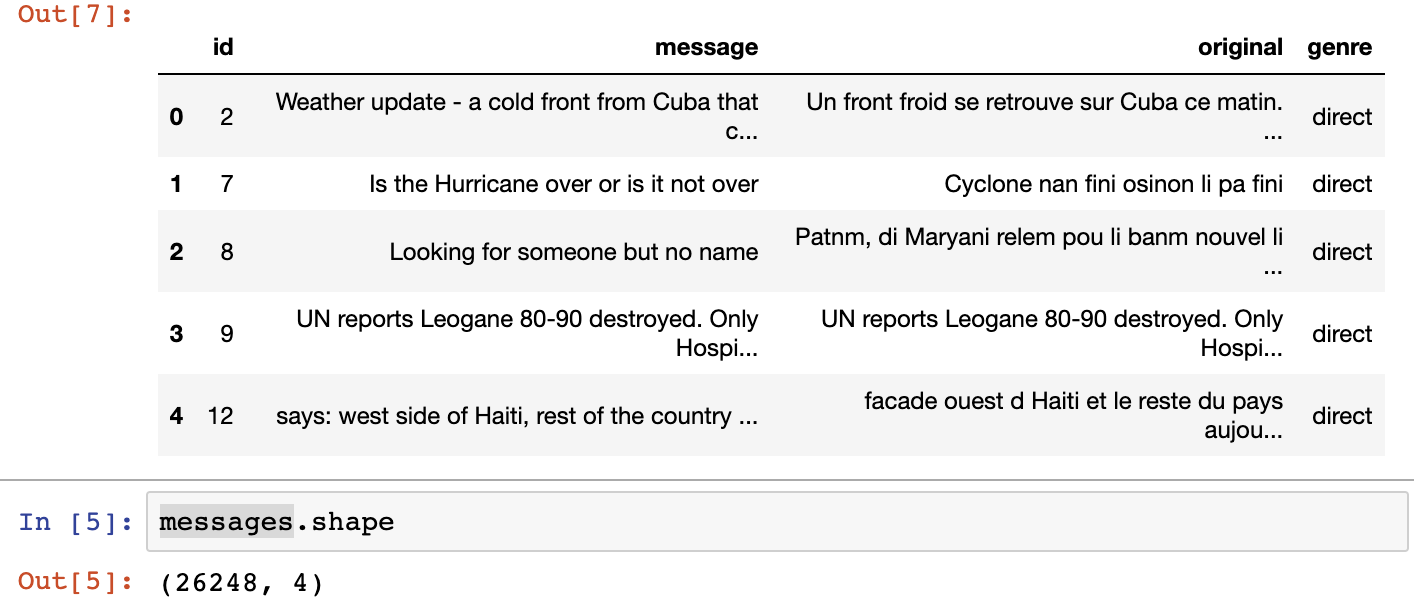 Out[7]:
id message original genre
0 2 Weather update - a cold front from Cuba that c... Un front froid se retrouve sur Cuba ce matin. ... direct
1 7 Is the Hurricane over or is it not over Cyclone nan fini osinon li pa fini direct
2 8 Looking for someone but no name Patnm, di Maryani relem pou li banm nouvel li ... direct
3 9 UN reports Leogane 80-90 destroyed. Only Hospi... UN reports Leogane 80-90 destroyed. Only Hospi... direct
4 12 says: west side of Haiti, rest of the country ... facade ouest d Haiti et le reste du pays aujou... direct
In [5]: messages.shape
Out[5]: (26248, 4)